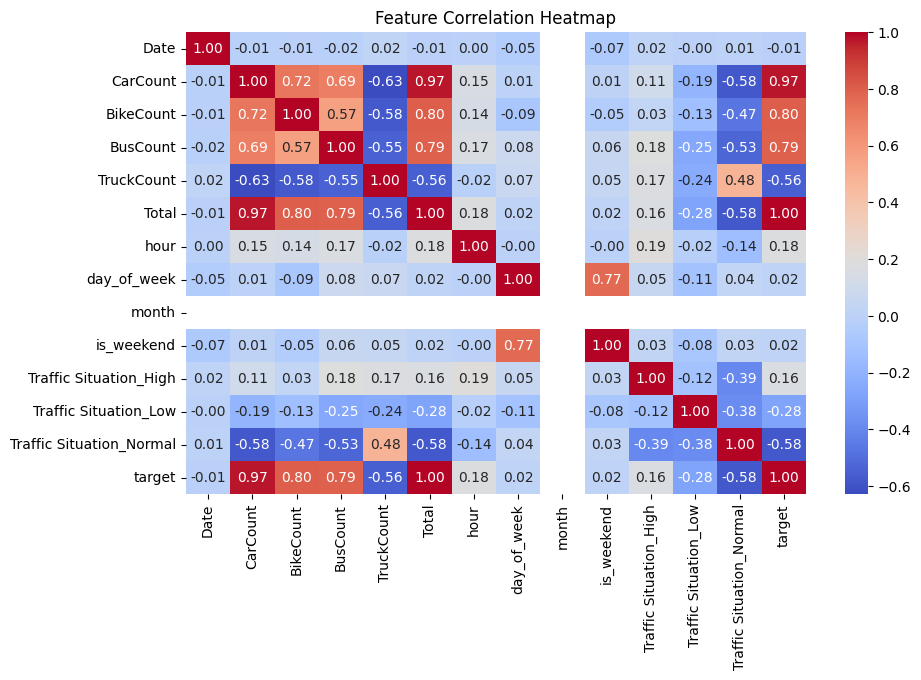 Feature Correlation Heatmap
Date 1.00 -0.01 -0.01 -0.02 0.02 -0.01 0.00 -0.05 -0.07 0.02 -0.00 0.01 -0.01
CarCount -0.01 1.00 0.72 0.69 -0.63 0.97 0.15 0.01 0.01 0.11 -0.19 -0.58 0.97
BikeCount -0.01 0.72 1.00 0.57 -0.58 0.80 0.14 -0.09 -0.05 0.03 -0.13 -0.47 0.80
BusCount -0.02 0.69 0.57 1.00 -0.55 0.79 0.17 0.08 0.06 0.18 -0.25 -0.53 0.79
TruckCount 0.02 -0.63 -0.58 -0.55 1.00 -0.56 -0.02 0.07 0.05 0.17 -0.24 0.48 -0.56
Total -0.01 0.97 0.80 0.79 -0.56 1.00 0.18 0.02 0.02 0.16 -0.28 -0.58 1.00
hour 0.00 0.15 0.14 0.17 -0.02 0.18 1.00 -0.00 -0.00 0.19 -0.02 -0.14 0.18
day_of_week -0.05 0.01 -0.09 0.08 0.07 0.02 -0.00 1.00 0.77 0.05 -0.11 0.04 0.02
month
is_weekend -0.07 0.01 -0.05 0.06 0.05 0.02 -0.00 0.77 1.00 0.03 -0.08 0.03 0.02
Traffic Situation_High 0.02 0.11 0.03 0.18 0.17 0.16 0.19 0.05 0.03 1.00 -0.12 -0.39 0.16
Traffic Situation_Low -0.00 -0.19 -0.13 -0.25 -0.24 -0.28 -0.02 -0.11 -0.08 -0.12 1.00 -0.38 -0.28
Traffic Situation_Normal 0.01 -0.58 -0.47 -0.53 0.48 -0.58 -0.14 0.04 0.03 -0.39 -0.38 1.00 -0.58
target -0.01 0.97 0.80 0.79 -0.56 1.00 0.18 0.02 0.02 0.16 -0.28 -0.58 1.00
Date
CarCount
BikeCount
BusCount
TruckCount
Total
hour
day_of_week
month
is_weekend
Traffic Situation_High
Traffic Situation_Low
Traffic Situation_Normal
target
1.0
0.8
0.6
0.4
0.2
0.0
−0.2
−0.4
−0.6